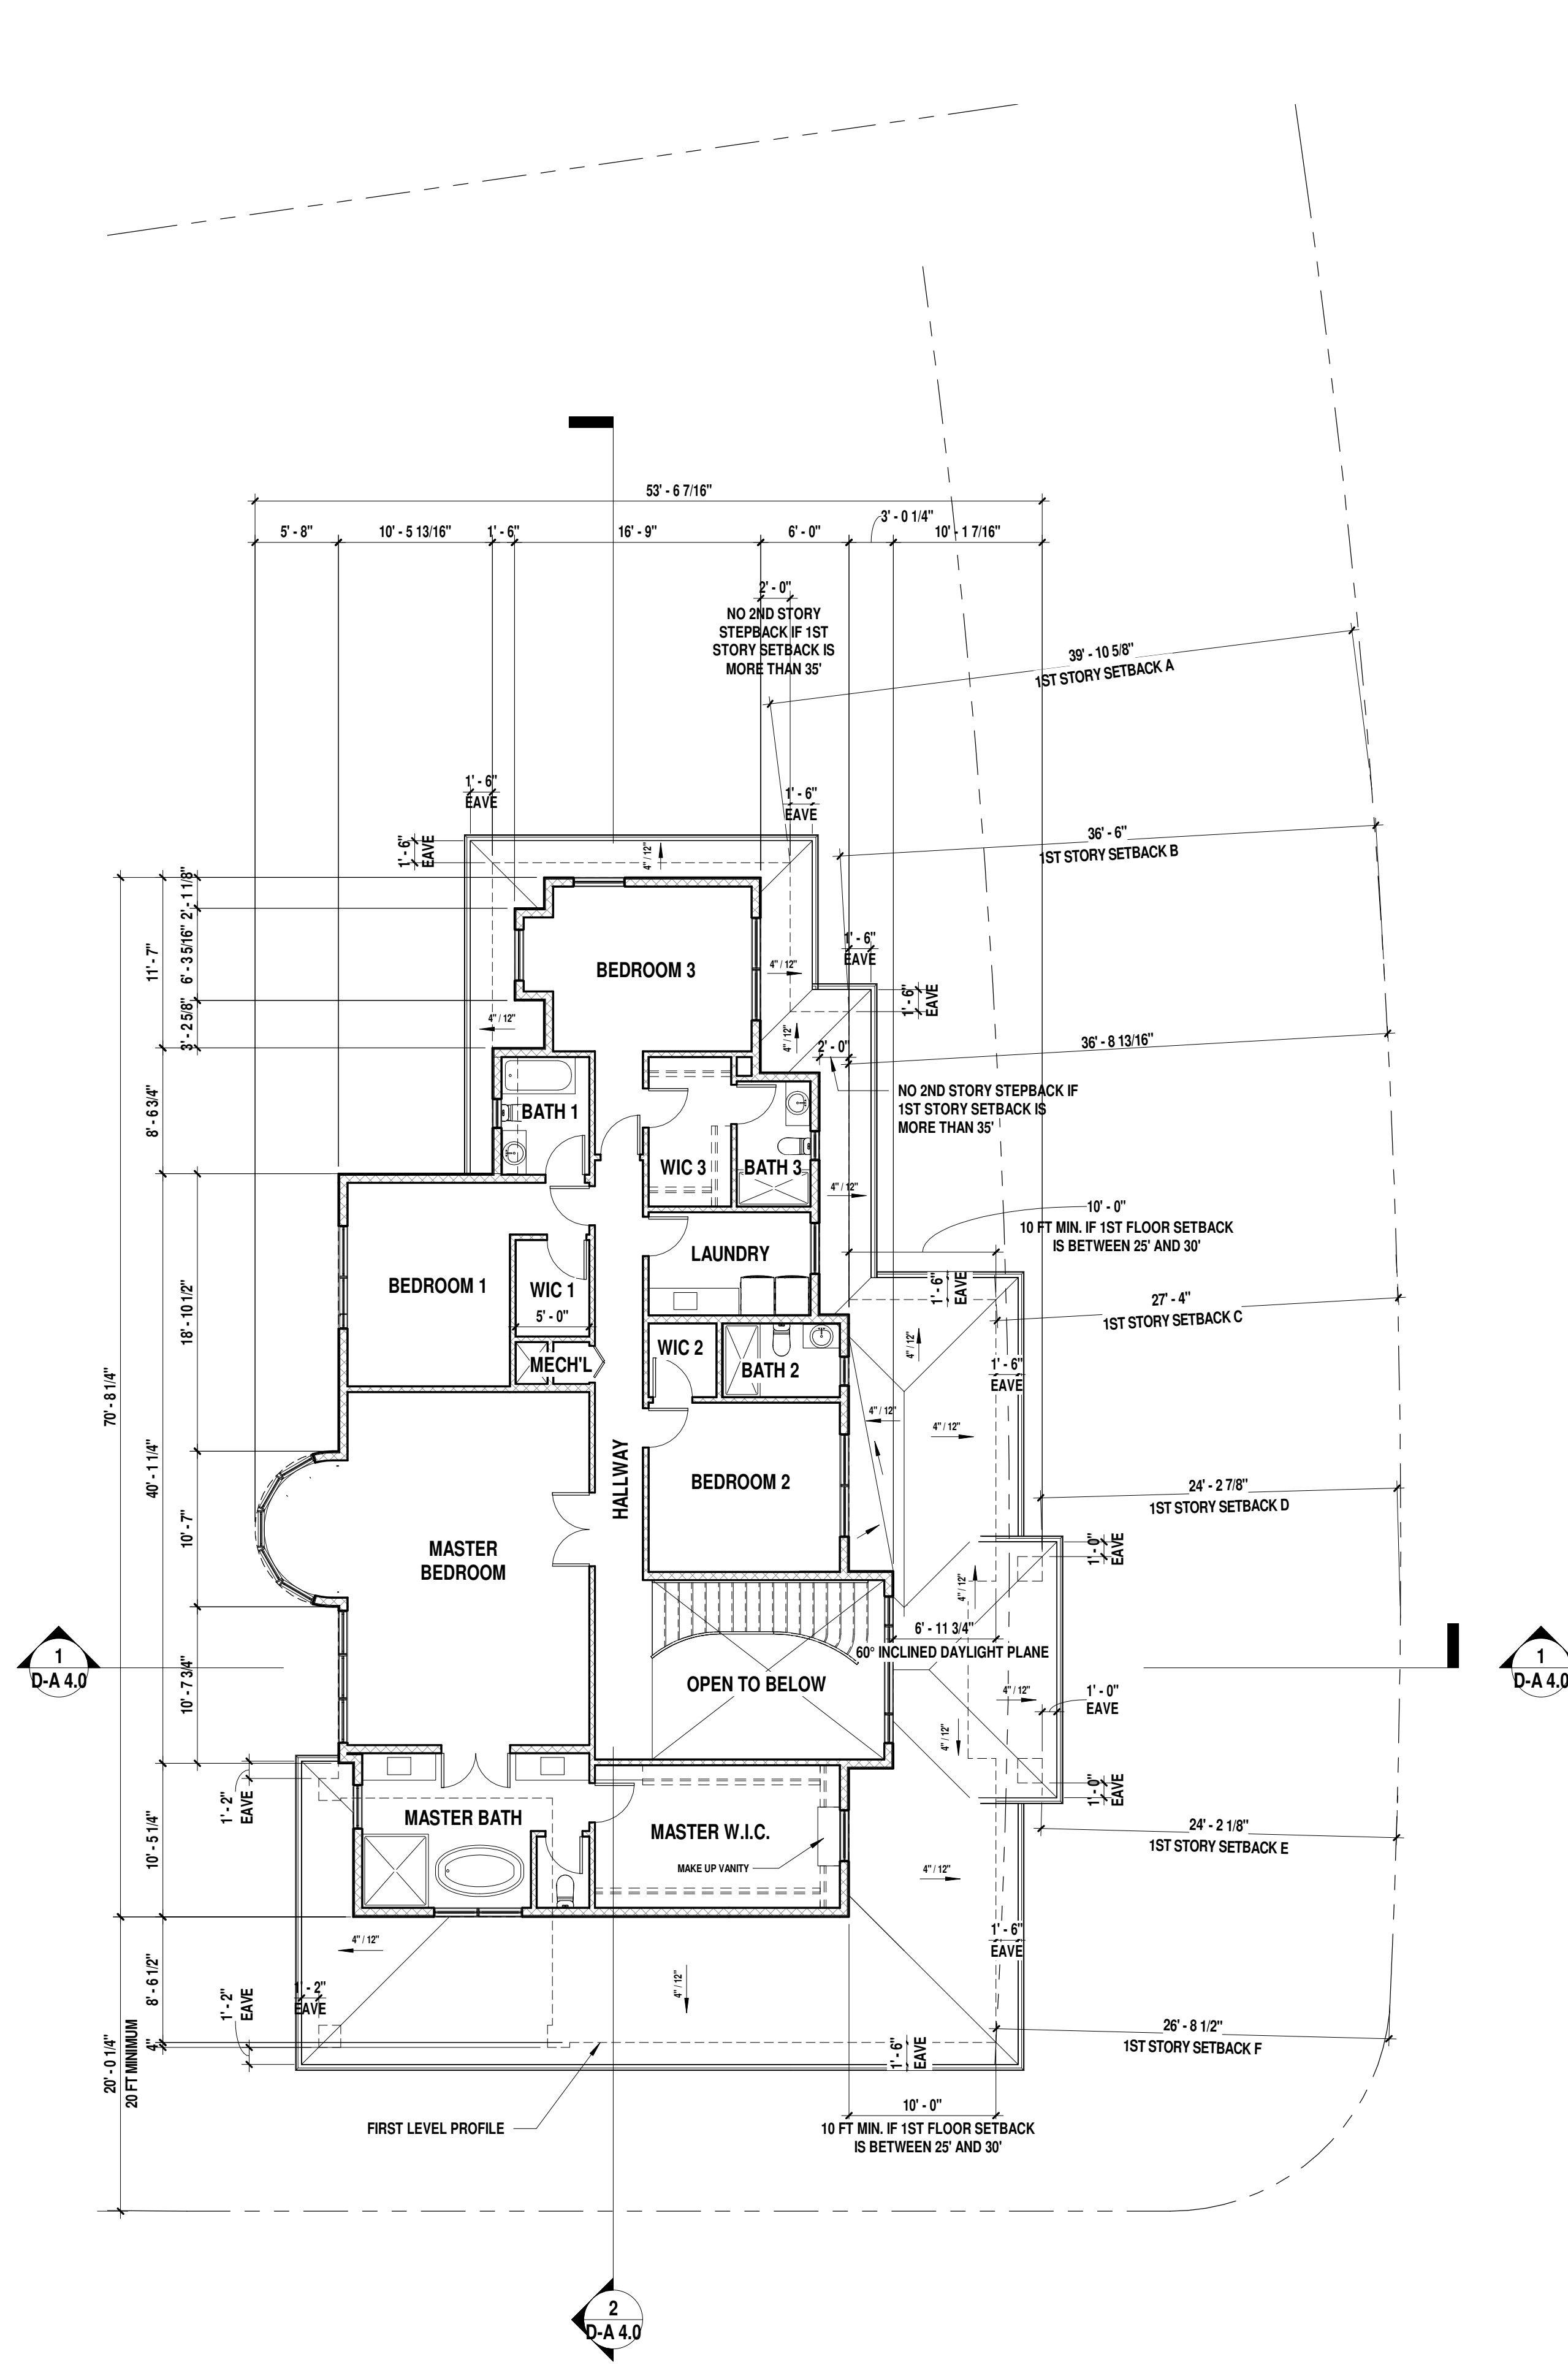 53' - 6 7/16"
3' - 0 1/4"
5' - 8"
10' - 5 13/16"
1' - 6"
16' - 9"
6' - 0"
10' - 1 7/16"
2' - 0"
NO 2ND STORY
STEPBACK IF 1ST
STORY SETBACK IS
MORE THAN 35'
39' - 10 5/8"
1ST STORY SETBACK A
1' - 6"
EAVE
1' - 6"
EAVE
1' - 6"
EAVE
4" / 12"
36' - 6"
1ST STORY SETBACK B
2' - 1 1/8"
11' - 7"
6' - 3 5/16"
3' - 2 5/8"
BEDROOM 3
4" / 12"
1' - 6"
EAVE
1' - 6"
EAVE
4" / 12"
4" / 12"
2' - 0"
36' - 8 13/16"
NO 2ND STORY STEPBACK IF
1ST STORY SETBACK IS
MORE THAN 35'
8' - 6 3/4"
BATH 1
WIC 3
BATH 3
4" / 12"
10' - 0"
10 FT MIN. IF 1ST FLOOR SETBACK
IS BETWEEN 25' AND 30'
LAUNDRY
BEDROOM 1
WIC 1
5' - 0"
1' - 6"
EAVE
27' - 4"
1ST STORY SETBACK C
18' - 10 1/2"
MECH'L
WIC 2
BATH 2
4" / 12"
1' - 6"
EAVE
70' - 8 1/4"
40' - 1 1/4"
4" / 12"
4" / 12"
HALLWAY
BEDROOM 2
24' - 2 7/8"
1ST STORY SETBACK D
10' - 7"
MASTER
BEDROOM
1' - 0"
EAVE
4" / 12"
6' - 11 3/4"
60° INCLINED DAYLIGHT PLANE
1
D-A 4.0
1
D-A 4.0
10' - 7 3/4"
OPEN TO BELOW
4" / 12"
1' - 0"
EAVE
4" / 12"
1' - 2"
EAVE
1' - 0"
EAVE
MASTER BATH
MASTER W.I.C.
MAKE UP VANITY
24' - 2 1/8"
1ST STORY SETBACK E
10' - 5 1/4"
4" / 12"
4" / 12"
1' - 6"
EAVE
8' - 6 1/2"
4"
1' - 2"
EAVE
1' - 2"
EAVE
4" / 12"
26' - 8 1/2"
1ST STORY SETBACK F
1' - 6"
EAVE
20' - 0 1/4"
20 FT MINIMUM
FIRST LEVEL PROFILE
10' - 0"
10 FT MIN. IF 1ST FLOOR SETBACK
IS BETWEEN 25' AND 30'
2
D-A 4.0